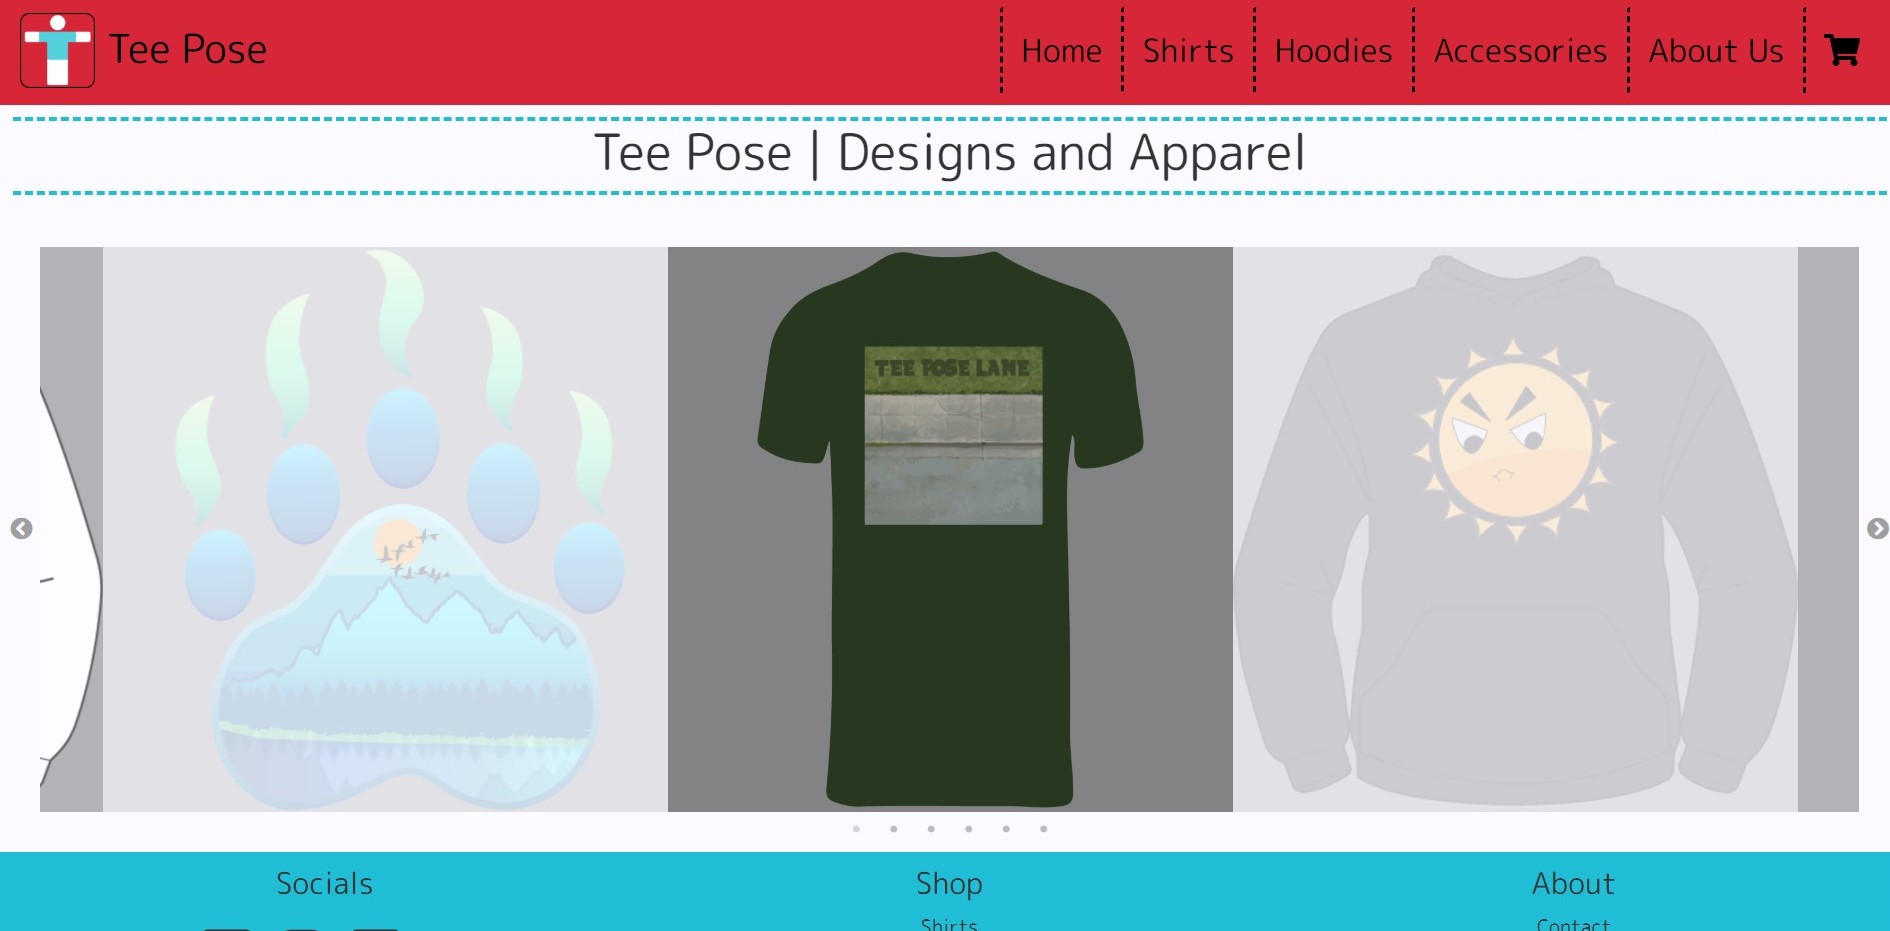 Tee Pose
Home
Shirts
Hoodies
Accessories
About Us
Tee Pose | Designs and Apparel
TEE POSE LANE
Socials
Shop
About
Shirts
Contact